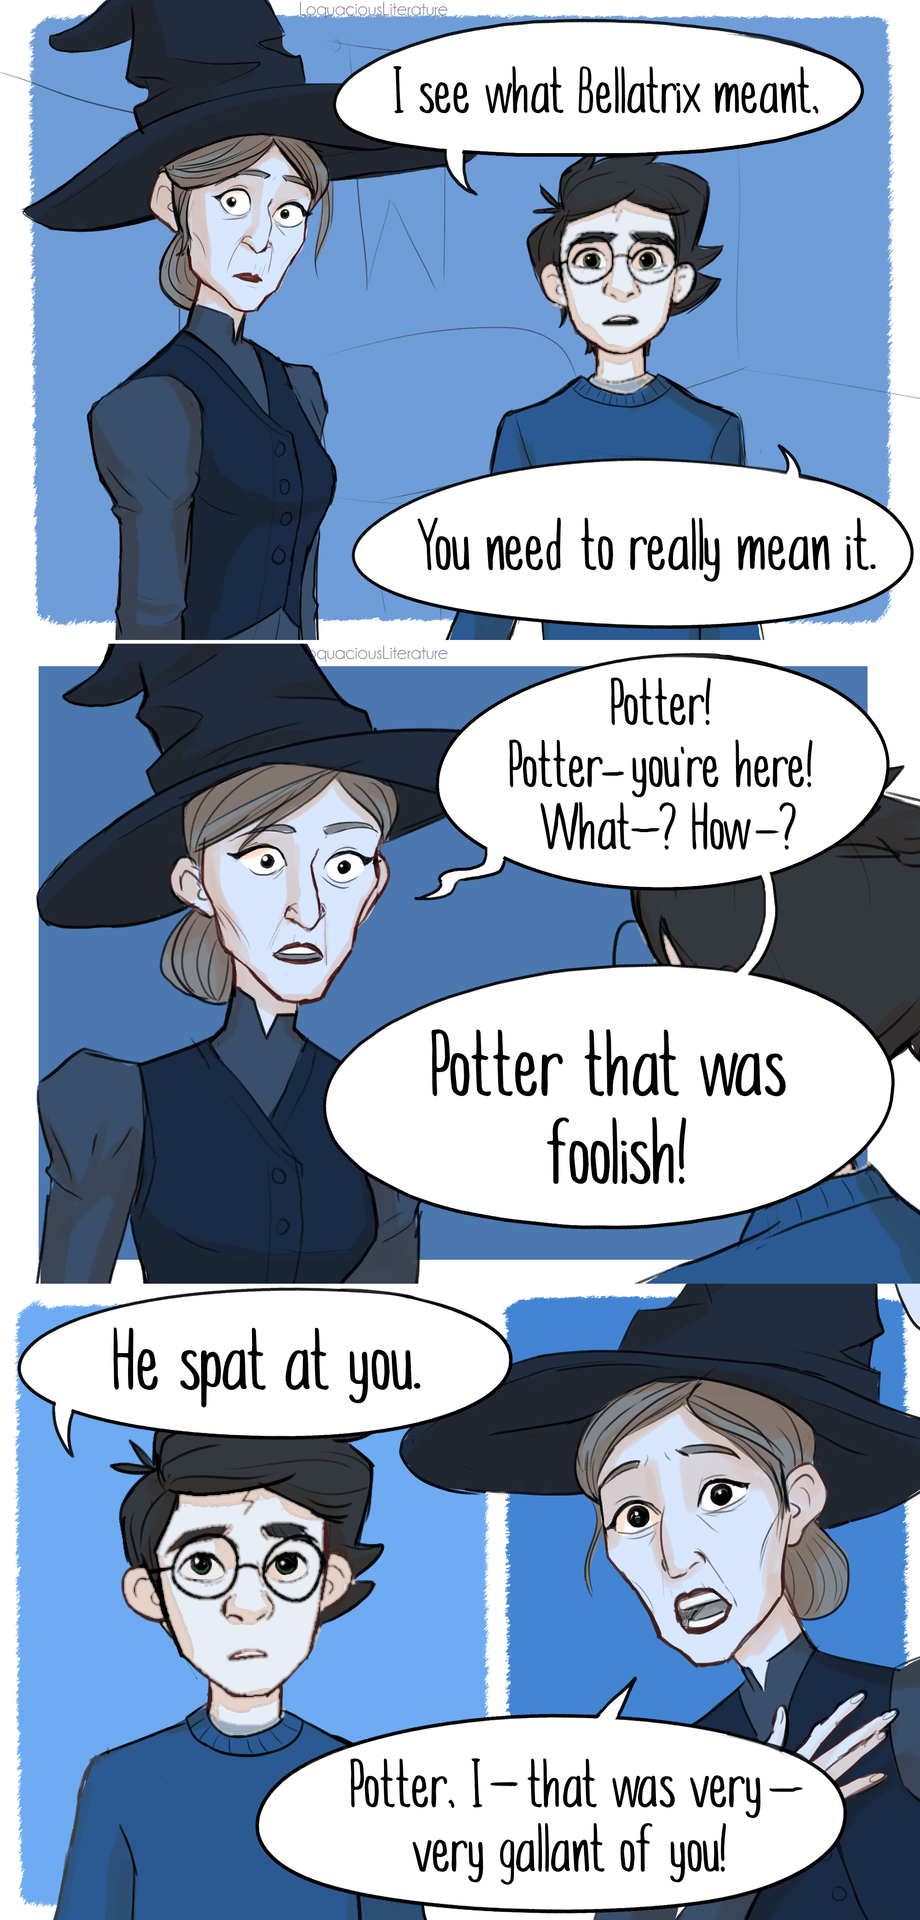 LoquaciousLiterature
I see what Bellatrix meant,
You need to really mean it.
LoquaciousLiterature
Potter!
Potter—you're here!
What—? How—?
Potter that was
foolish!
He spat at you.
Potter, I—that was very—
very gallant of you!